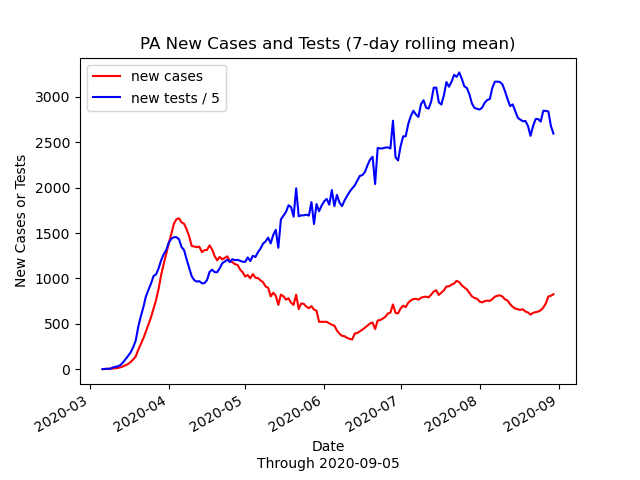 PA New Cases and Tests (7-day rolling mean)
new cases
new tests / 5
New Cases or Tests
3000
2500
2000
1500
1000
500
0
2020-03
2020-04
2020-05
2020-06
2020-07
2020-08
2020-09
Date
Through 2020-09-05